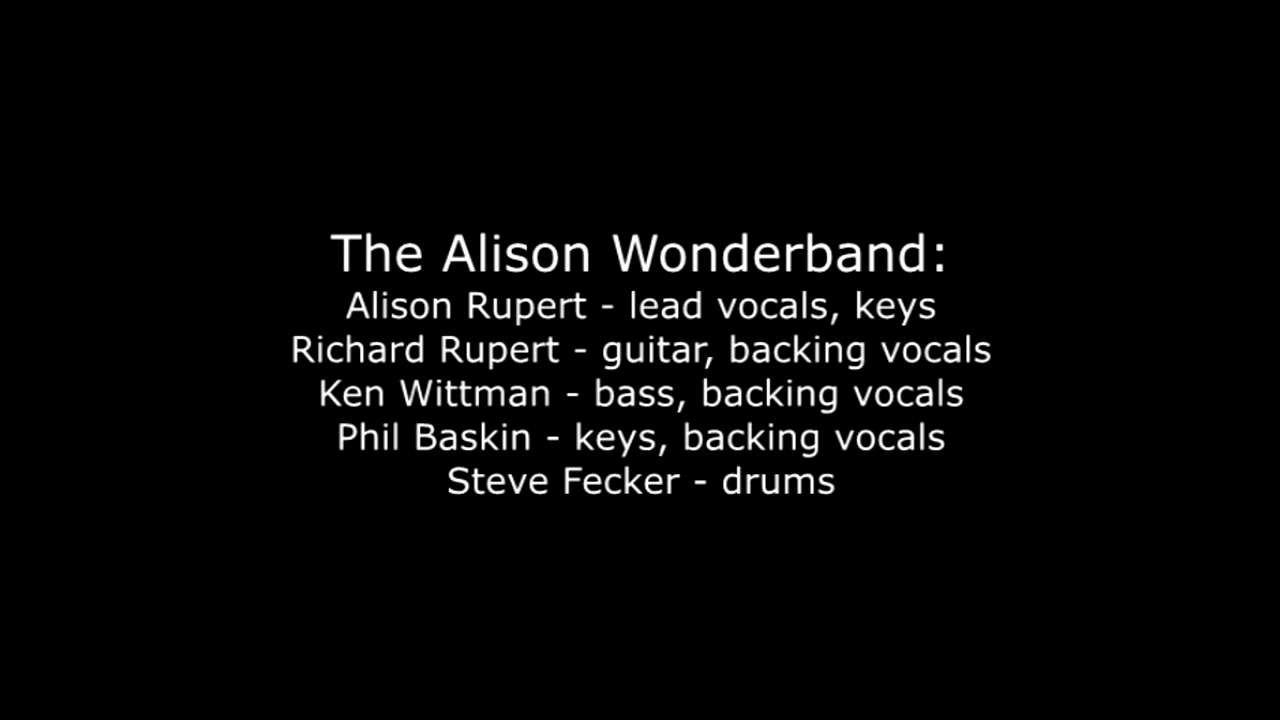 The Alison Wonderband:
Alison Rupert - lead vocals, keys
Richard Rupert - guitar, backing vocals
Ken Wittman - bass, backing vocals
Phil Baskin - keys, backing vocals
Steve Fecker - drums